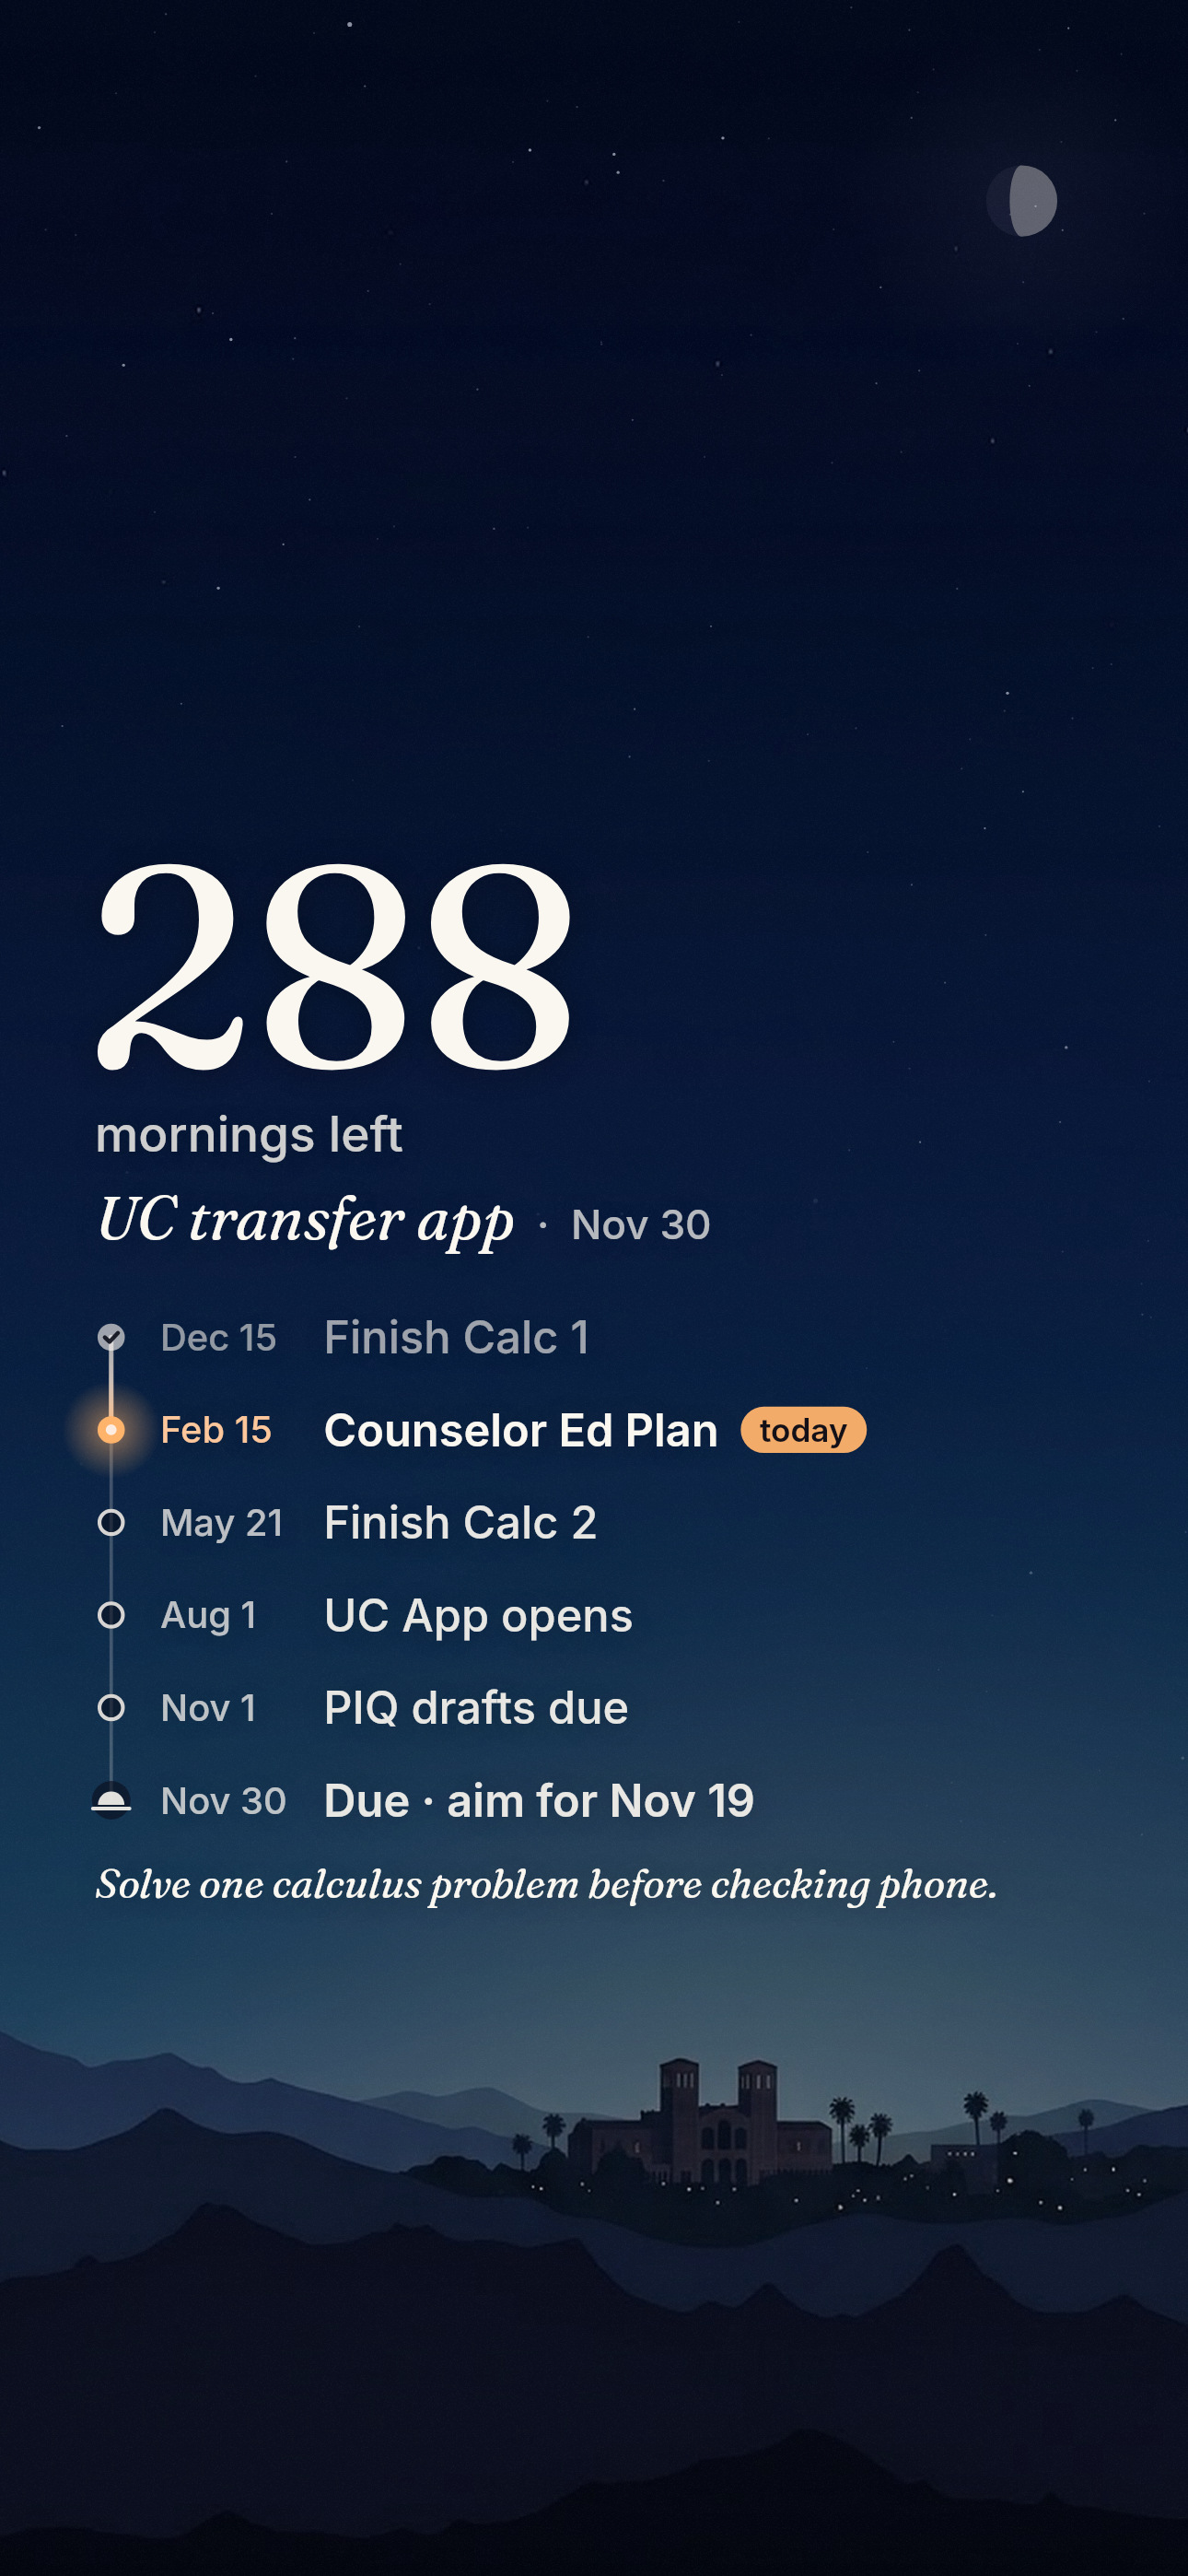 288
mornings left
UC transfer app · Nov 30
Dec 15 Finish Calc 1
Feb 15 Counselor Ed Plan today
May 21 Finish Calc 2
Aug 1 UC App opens
Nov 1 PIQ drafts due
Nov 30 Due · aim for Nov 19
Solve one calculus problem before checking phone.